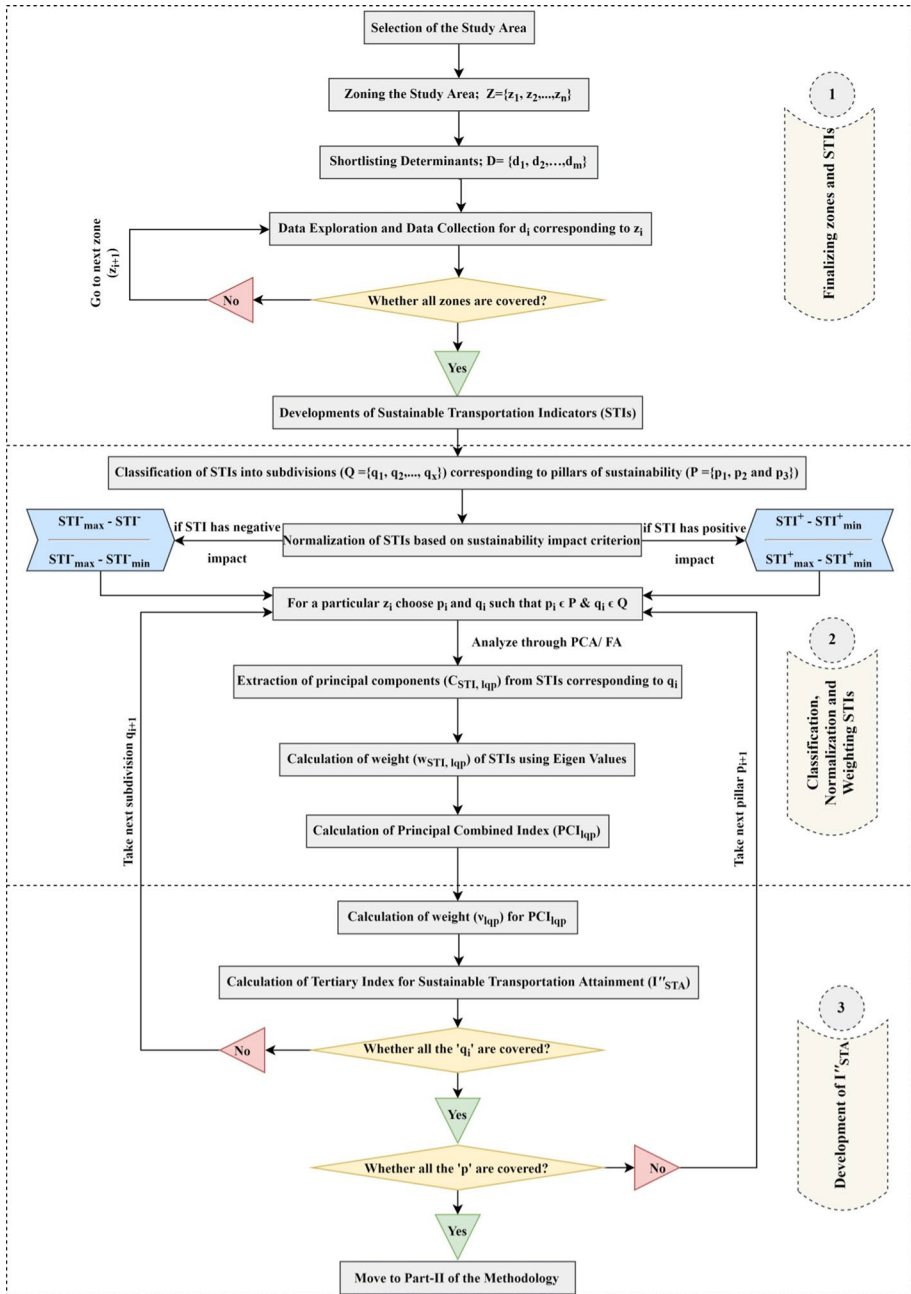 Selection of the Study Area
1
Zoning the Study Area; Z={z₁, z₂,...,zₙ}
Finalizing zones and STIs
Shortlisting Determinants; D= {d₁, d₂,...,dₘ}
Data Exploration and Data Collection for dᵢ corresponding to zᵢ
Go to next zone
(zᵢ₊₁)
No
Whether all zones are covered?
Yes
Developments of Sustainable Transportation Indicators (STIs)
Classification of STIs into subdivisions (Q ={q₁, q₂,..., qₓ}) corresponding to pillars of sustainability (P ={p₁, p₂ and p₃})
STI⁻max - STI⁻
STI⁻max - STI⁻min
if STI has negative
impact
Normalization of STIs based on sustainability impact criterion
if STI has positive
impact
STI⁺ - STI⁺min
STI⁺max - STI⁺min
For a particular zᵢ choose pᵢ and qᵢ such that pᵢ ϵ P & qᵢ ϵ Q
2
Classification,
Normalization and
Weighting STIs
Analyze through PCA/ FA
Extraction of principal components (C_STI, lqp) from STIs corresponding to qᵢ
Take next subdivision qᵢ₊₁
Take next pillar pᵢ₊₁
Calculation of weight (w_STI, lqp) of STIs using Eigen Values
Calculation of Principal Combined Index (PCI_lqp)
Calculation of weight (v_lqp) for PCI_lqp
Calculation of Tertiary Index for Sustainable Transportation Attainment (I″_STA)
3
Development of I″_STA
No
Whether all the 'qᵢ' are covered?
Yes
Whether all the 'p' are covered?
No
Yes
Move to Part-II of the Methodology